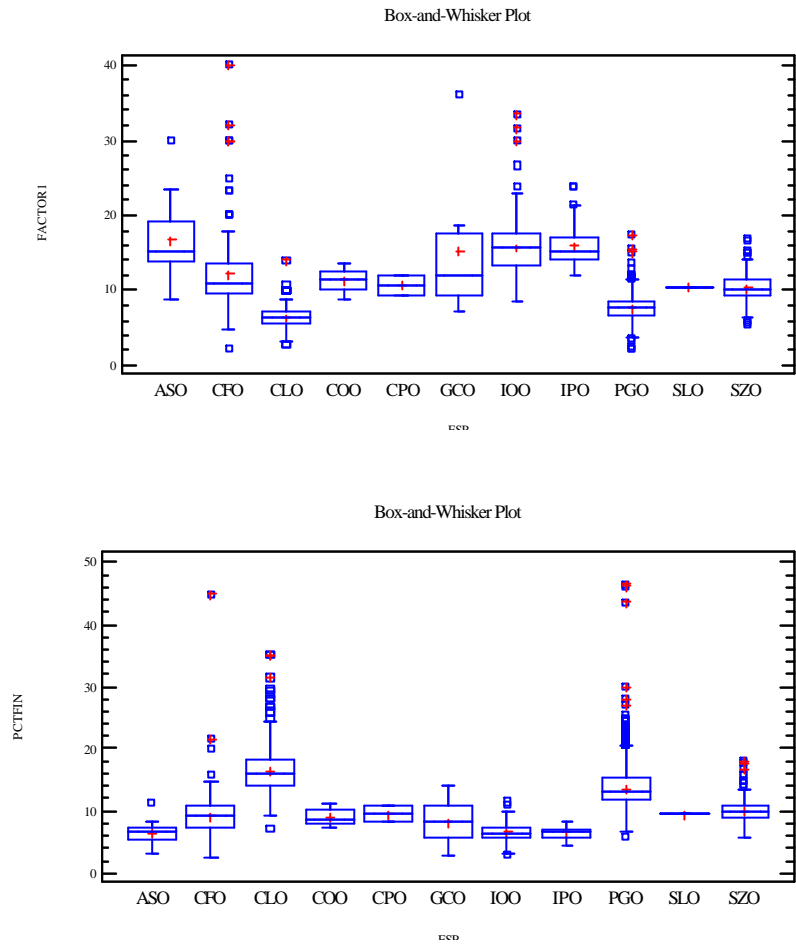 Box-and-Whisker Plot
40
30
20
10
0
FACTOR1
ASO CFO CLO COO CPO GCO IOO IPO PGO SLO SZO
ESP
Box-and-Whisker Plot
50
40
30
20
10
0
PCTFIN
ASO CFO CLO COO CPO GCO IOO IPO PGO SLO SZO
ESP